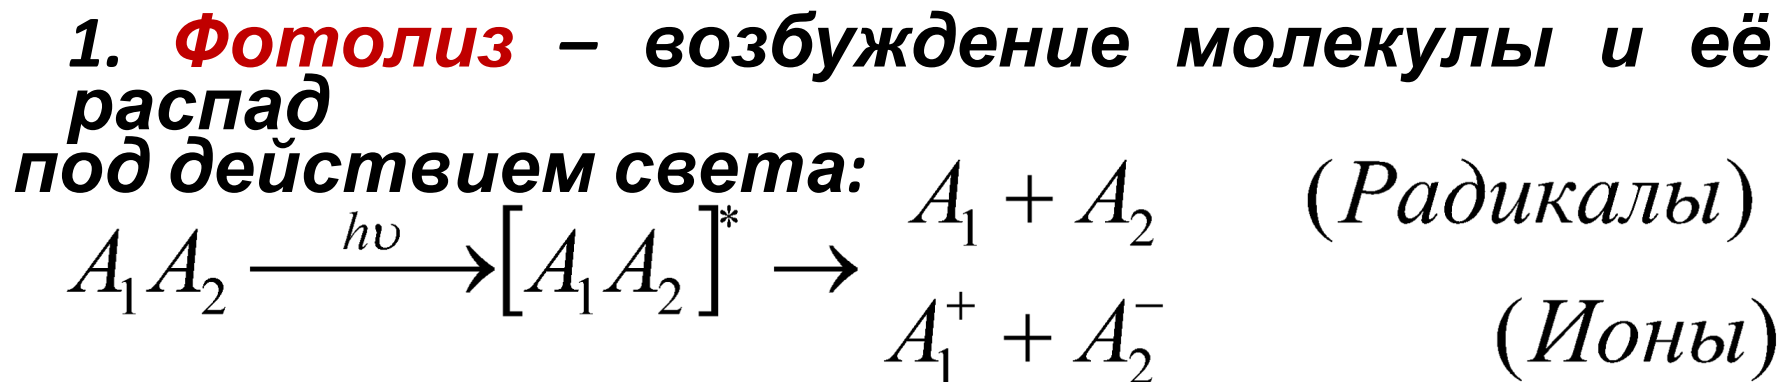 1. Фотолиз – возбуждение молекулы и её
распад
под действием света:
A₁ + A₂ (Радикалы)
A₁A₂ —hυ→ [A₁A₂]* →
A₁⁺ + A₂⁻ (Ионы)